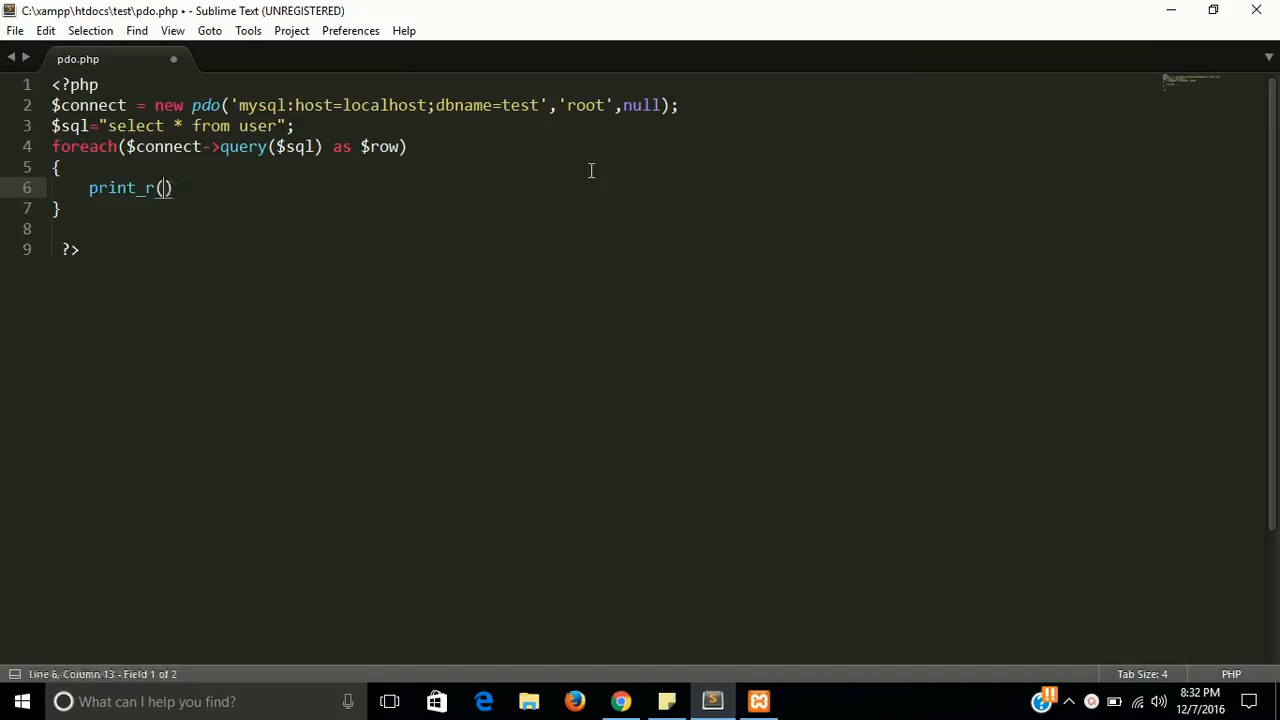 C:\xampp\htdocs\test\pdo.php • - Sublime Text (UNREGISTERED)
File Edit Selection Find View Goto Tools Project Preferences Help
pdo.php
1 <?php
2 $connect = new pdo('mysql:host=localhost;dbname=test','root',null);
3 $sql="select * from user";
4 foreach($connect->query($sql) as $row)
5 {
6 print_r()
7 }
8
9 ?>
Line 6, Column 13 - Field 1 of 2 Tab Size: 4 PHP
What can I help you find? 8:32 PM
12/7/2016